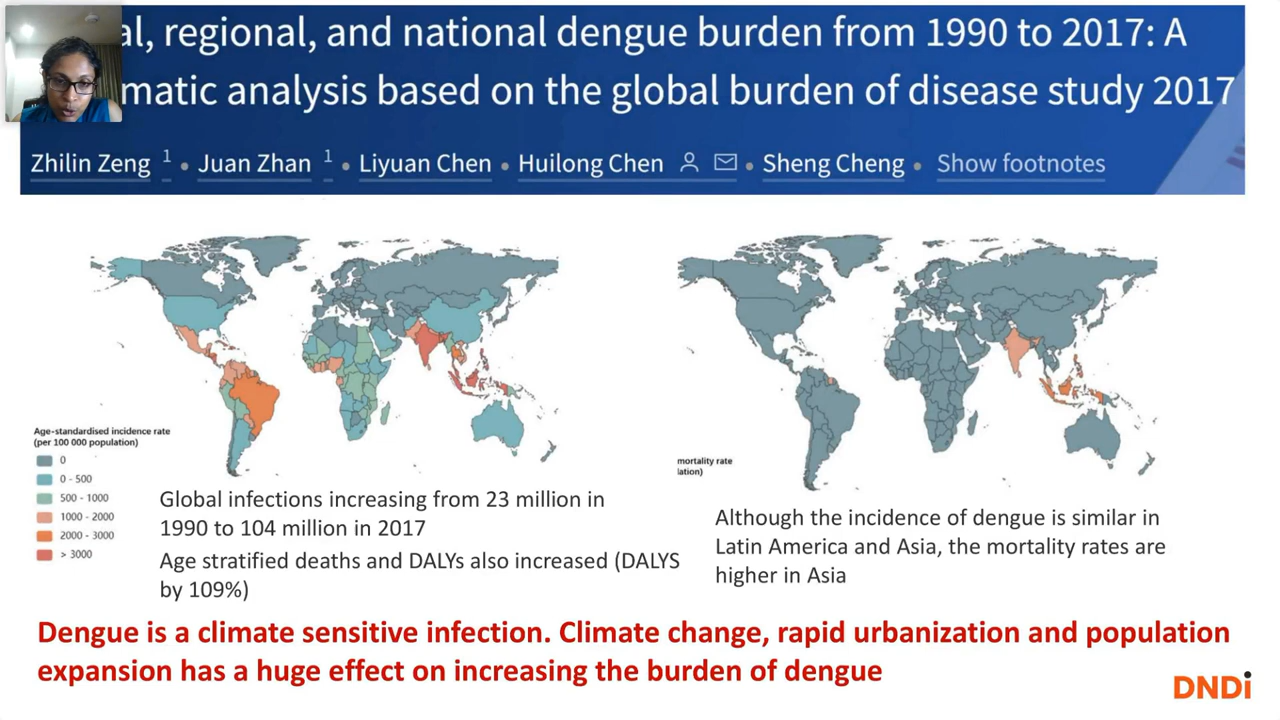 al, regional, and national dengue burden from 1990 to 2017: A
matic analysis based on the global burden of disease study 2017
Zhilin Zeng 1 • Juan Zhan 1 • Liyuan Chen • Huilong Chen • Sheng Cheng • Show footnotes
Age-standardised incidence rate
(per 100 000 population)
0
0 - 500
500 - 1000
1000 - 2000
2000 - 3000
> 3000
Global infections increasing from 23 million in
1990 to 104 million in 2017
Age stratified deaths and DALYs also increased (DALYS
by 109%)
mortality rate
lation)
Although the incidence of dengue is similar in
Latin America and Asia, the mortality rates are
higher in Asia
Dengue is a climate sensitive infection. Climate change, rapid urbanization and population
expansion has a huge effect on increasing the burden of dengue
DNDi